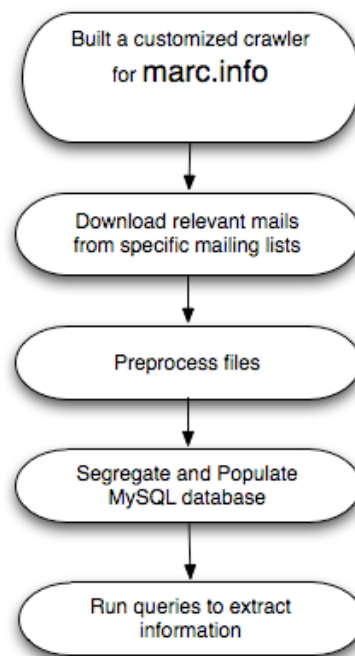 Built a customized crawler
for marc.info
Download relevant mails
from specific mailing lists
Preprocess files
Segregate and Populate
MySQL database
Run queries to extract
information